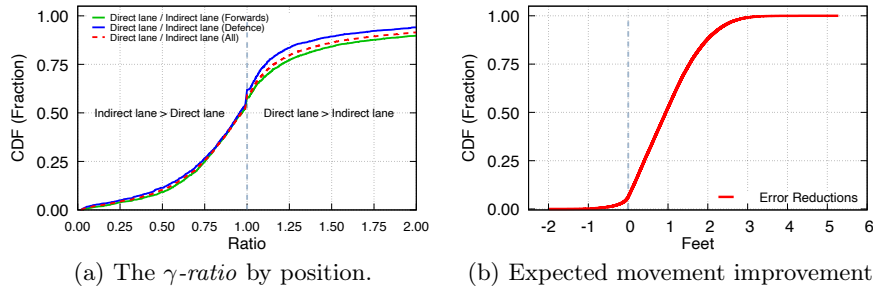 Direct lane / Indirect lane (Forwards)
Direct lane / Indirect lane (Defence)
Direct lane / Indirect lane (All)
1.00
0.75
0.50
0.25
0.00
CDF (Fraction)
Indirect lane > Direct lane
Direct lane > Indirect lane
0.00 0.25 0.50 0.75 1.00 1.25 1.50 1.75 2.00
Ratio
(a) The γ-ratio by position.
1.00
0.75
0.50
0.25
0.00
CDF (Fraction)
Error Reductions
-2 -1 0 1 2 3 4 5 6
Feet
(b) Expected movement improvement